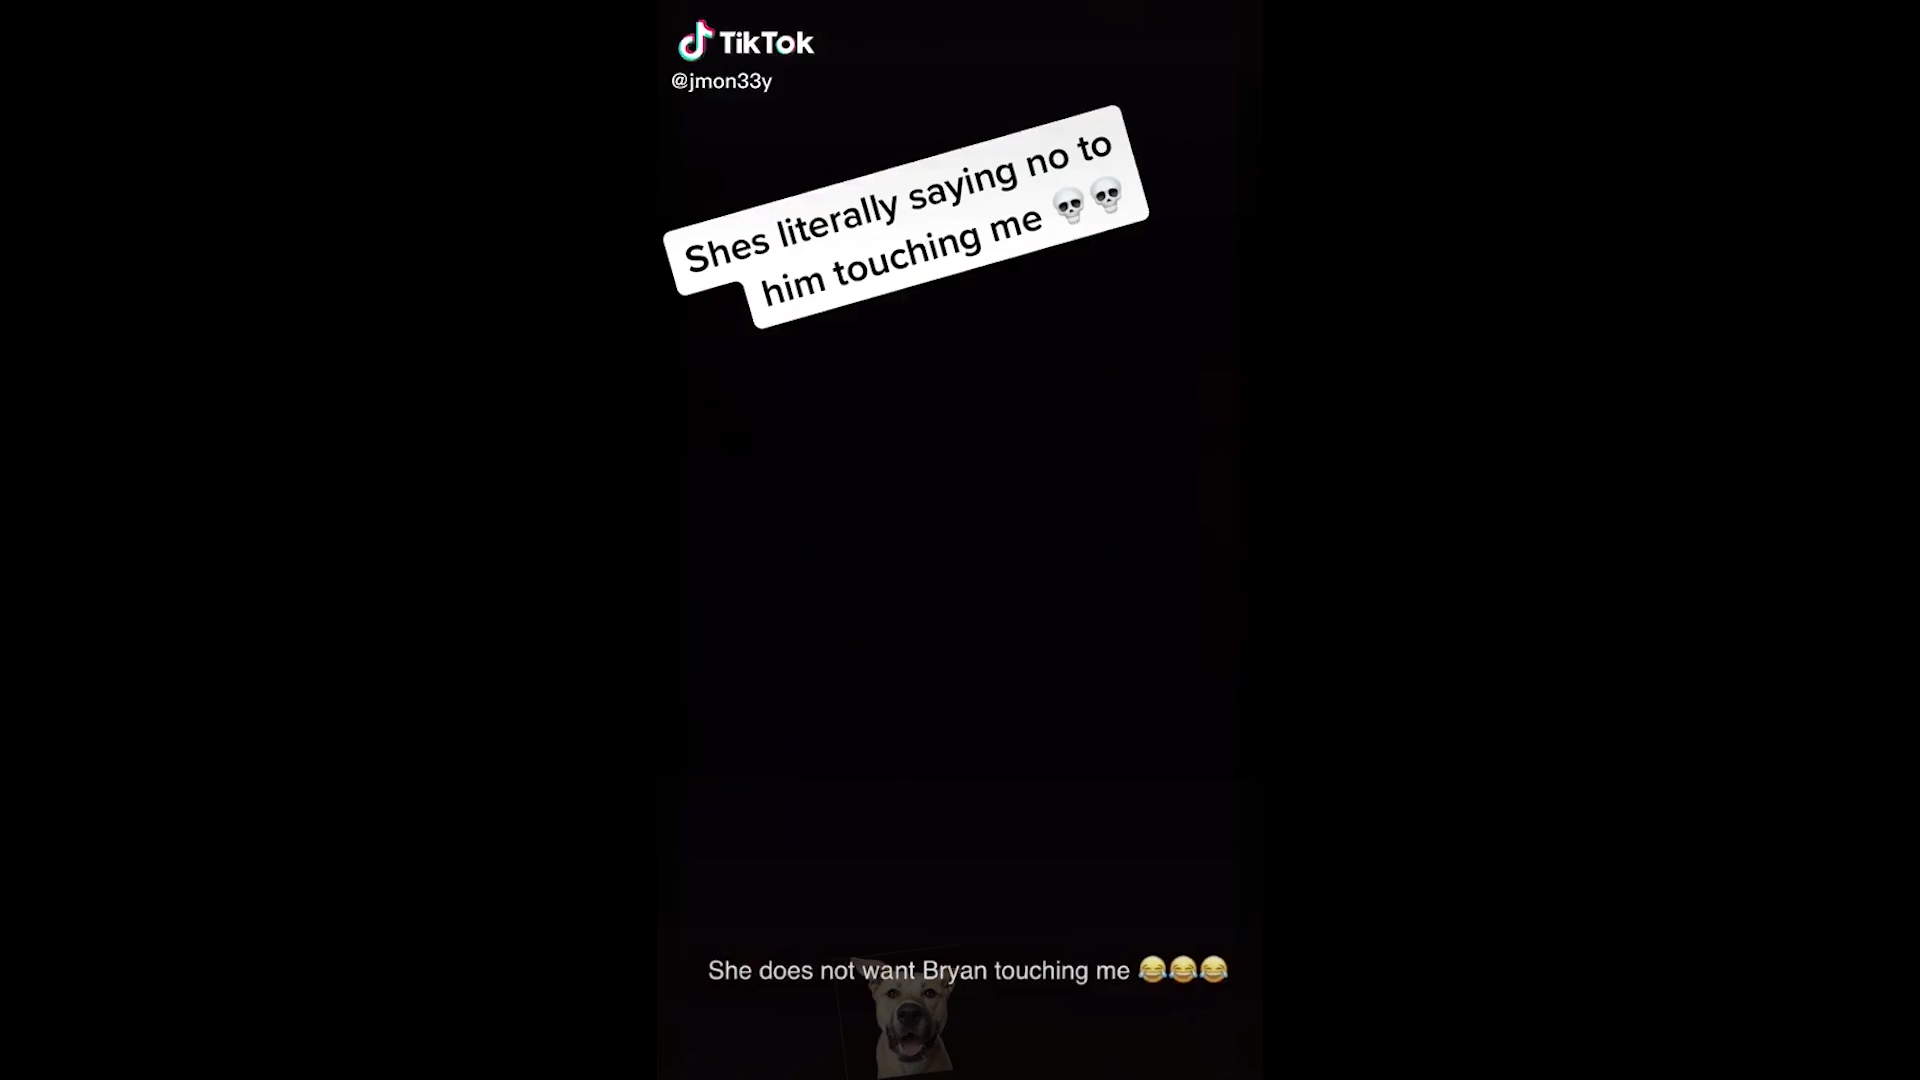 TikTok
@jmon33y
Shes literally saying no to
him touching me 💀💀
She does not want Bryan touching me 😂😂😂